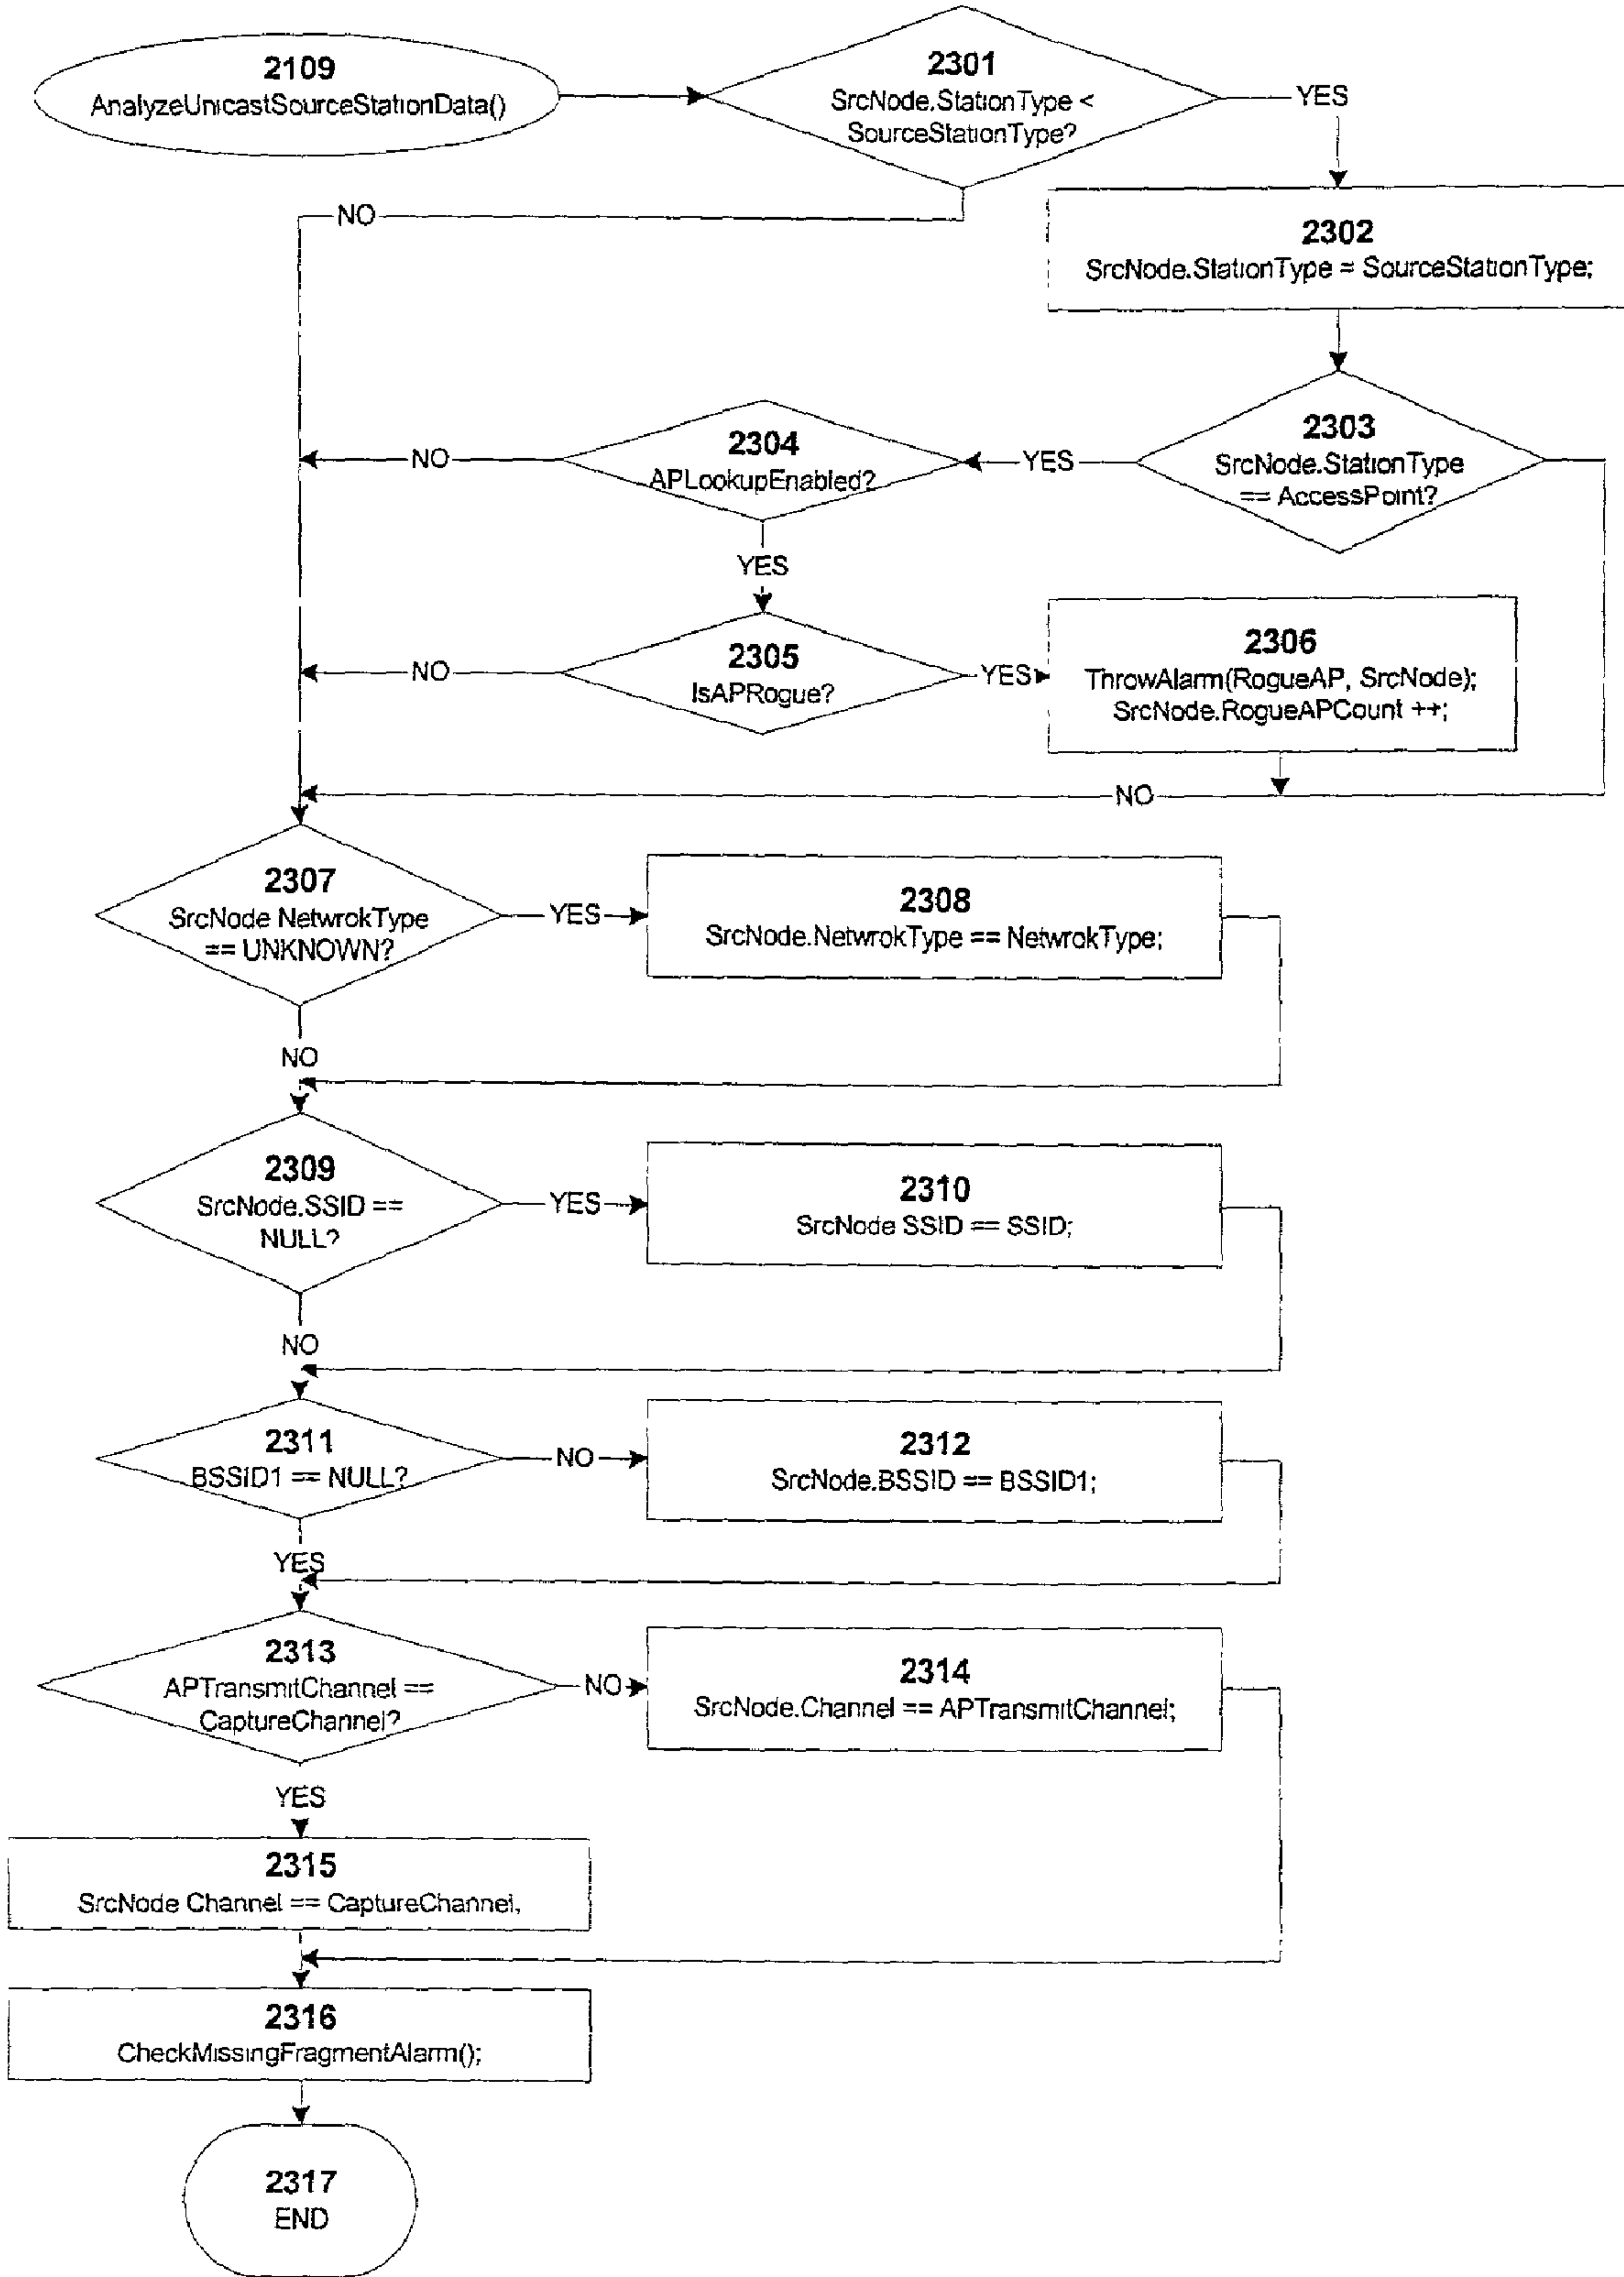 2109
AnalyzeUnicastSourceStationData()
2301
SrcNode.StationType <
SourceStationType?
YES
NO
2302
SrcNode.StationType = SourceStationType;
2303
SrcNode.StationType
== AccessPoint?
YES
2304
APLookupEnabled?
NO
YES
2305
IsAPRogue?
NO
YES
2306
ThrowAlarm(RogueAP, SrcNode);
SrcNode.RogueAPCount ++;
NO
2307
SrcNode NetwrokType
== UNKNOWN?
YES
2308
SrcNode.NetwrokType == NetwrokType;
NO
2309
SrcNode.SSID ==
NULL?
YES
2310
SrcNode SSID == SSID;
NO
2311
BSSID1 == NULL?
NO
2312
SrcNode.BSSID == BSSID1;
YES
2313
APTransmitChannel ==
CaptureChannel?
NO
2314
SrcNode.Channel == APTransmitChannel;
YES
2315
SrcNode Channel == CaptureChannel,
2316
CheckMissingFragmentAlarm();
2317
END